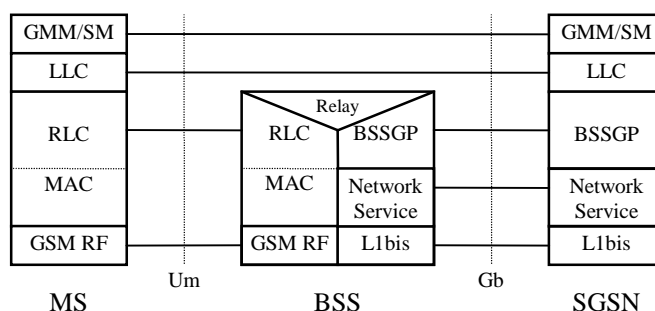 GMM/SM
GMM/SM
LLC
LLC
Relay
RLC
RLC
BSSGP
BSSGP
MAC
MAC
Network
Service
Network
Service
GSM RF
GSM RF
L1bis
L1bis
Um
Gb
MS
BSS
SGSN